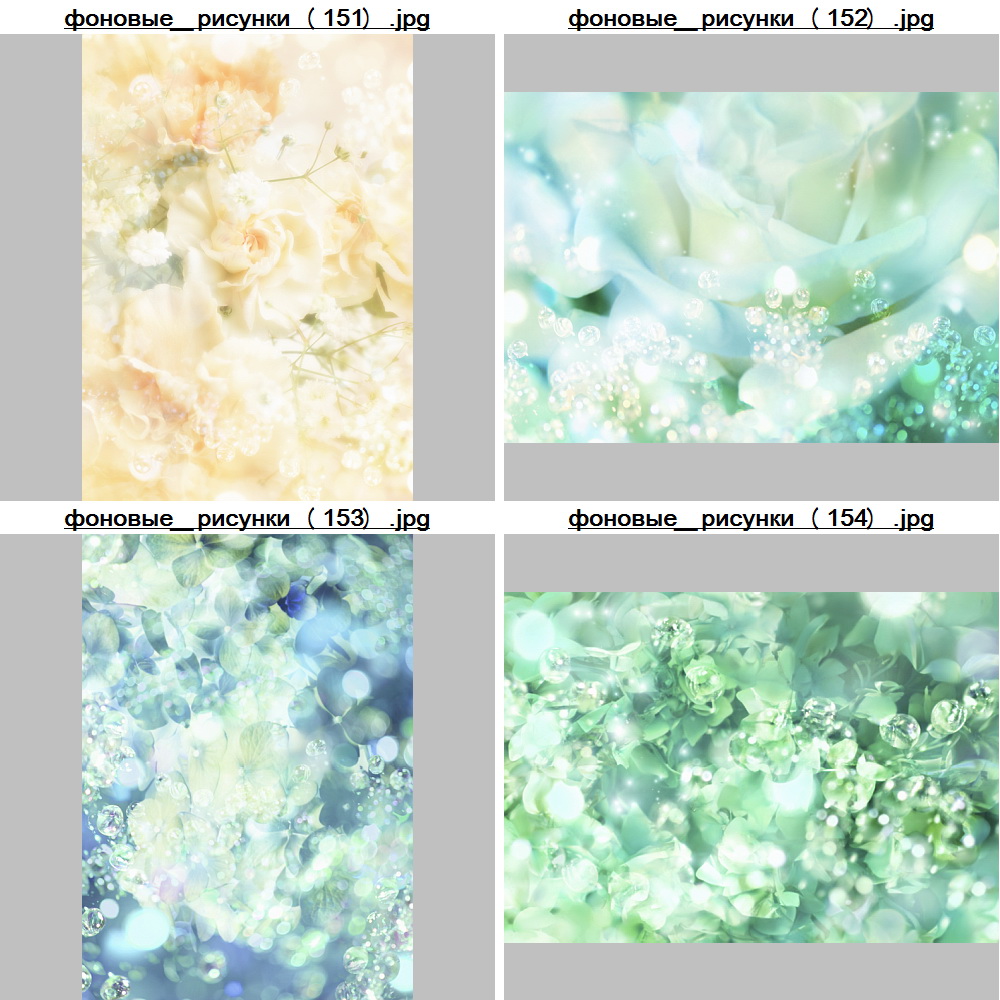 фоновые__рисунки ( 151) .jpg
фоновые__рисунки ( 152) .jpg
фоновые__рисунки ( 153) .jpg
фоновые__рисунки ( 154) .jpg